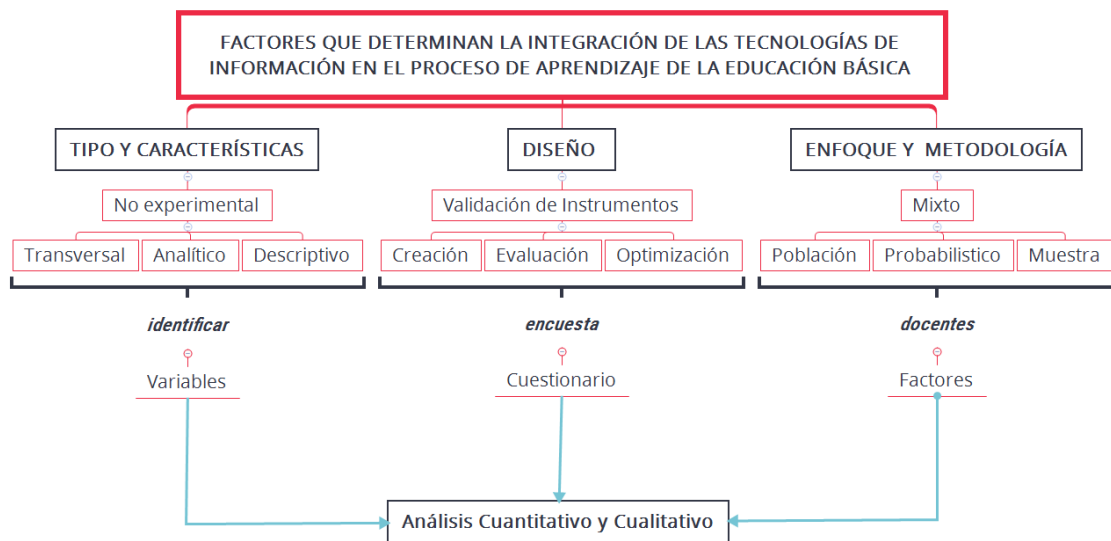 FACTORES QUE DETERMINAN LA INTEGRACIÓN DE LAS TECNOLOGÍAS DE
INFORMACIÓN EN EL PROCESO DE APRENDIZAJE DE LA EDUCACIÓN BÁSICA
TIPO Y CARACTERÍSTICAS
DISEÑO
ENFOQUE Y METODOLOGÍA
No experimental
Validación de Instrumentos
Mixto
Transversal
Analítico
Descriptivo
Creación
Evaluación
Optimización
Población
Probabilistico
Muestra
identificar
encuesta
docentes
Variables
Cuestionario
Factores
Análisis Cuantitativo y Cualitativo